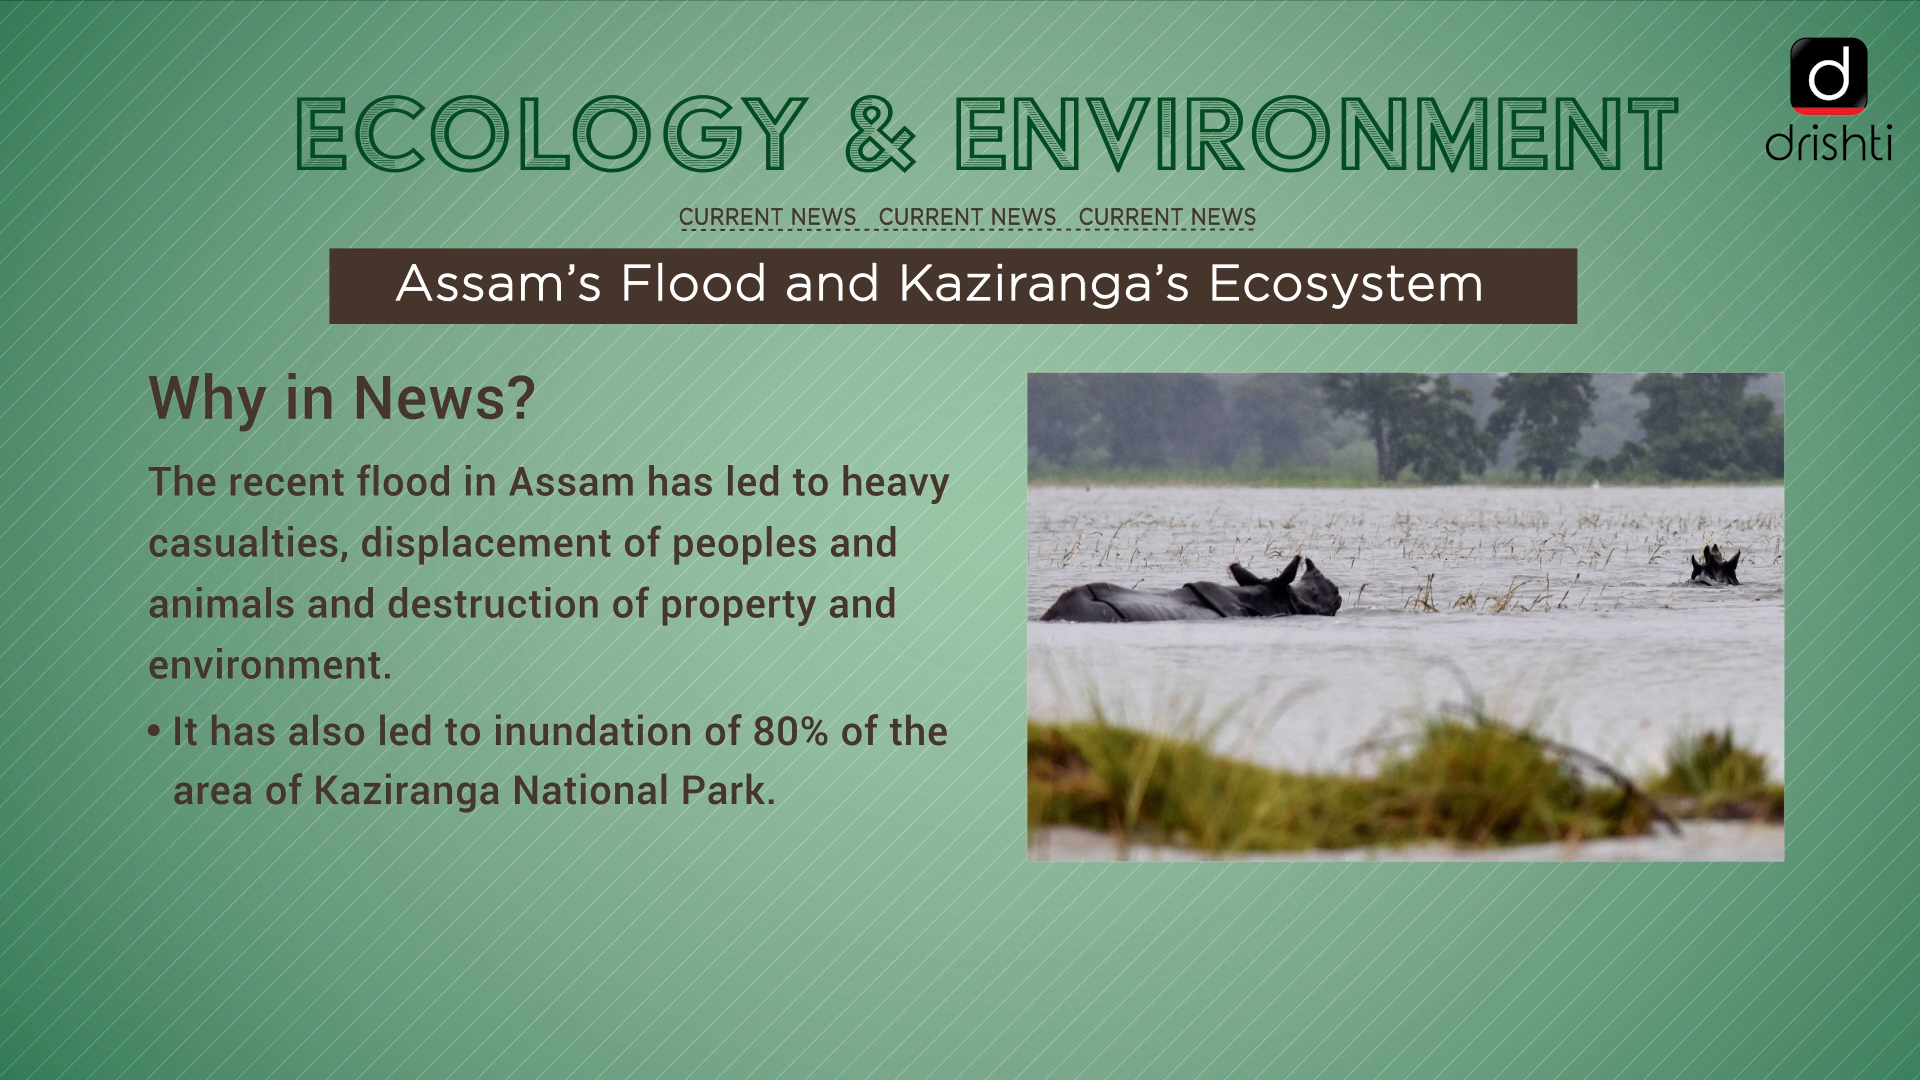 ECOLOGY & ENVIRONMENT
d
drishti
CURRENT NEWS CURRENT NEWS CURRENT NEWS
Assam’s Flood and Kaziranga’s Ecosystem
Why in News?
The recent flood in Assam has led to heavy
casualties, displacement of peoples and
animals and destruction of property and
environment.
• It has also led to inundation of 80% of the
area of Kaziranga National Park.